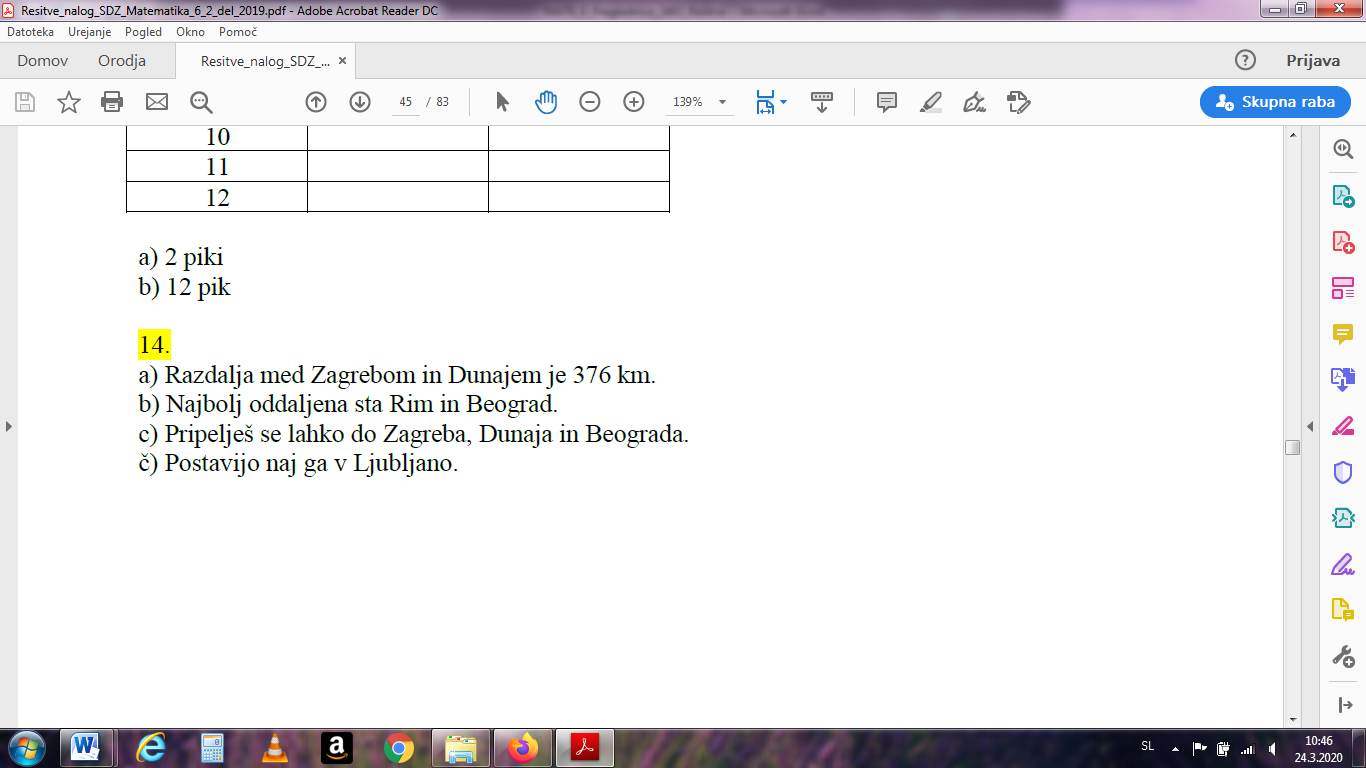 Resitve_nalog_SDZ_Matematika_6_2_del_2019.pdf - Adobe Acrobat Reader DC
Datoteka Urejanje Pogled Okno Pomoč
Domov Orodja Resitve_nalog_SDZ_... × Prijava
45 / 83 139% Skupna raba
10
11
12
a) 2 piki
b) 12 pik
14.
a) Razdalja med Zagrebom in Dunajem je 376 km.
b) Najbolj oddaljena sta Rim in Beograd.
c) Pripelješ se lahko do Zagreba, Dunaja in Beograda.
č) Postavijo naj ga v Ljubljano.
SL 10:46
24.3.2020